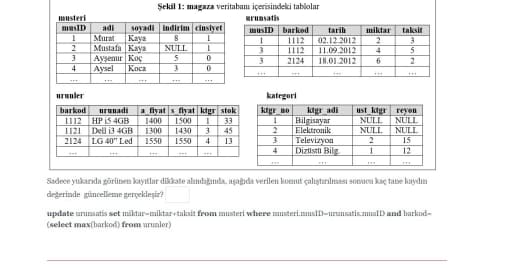 Şekil 1: magaza veritabanı içerisindeki tablolar
musteri
musID adi soyadi indirim cinsiyet
1 Murat Kaya 8 1
2 Mustafa Kaya NULL 1
3 Ayşenur Koç 5 0
4 Aysel Koca 3 0
... ... ... ... ...
urunsatis
musID barkod tarih miktar taksit
1 1112 02.12.2012 2 3
3 1112 11.09.2012 4 5
3 2124 18.01.2012 6 2
... ... ... ... ...
urunler
barkod urunadi a_fiyat s_fiyat ktgr stok
1112 HP i5 4GB 1400 1500 1 33
1121 Dell i3 4GB 1300 1430 3 45
2124 LG 40" Led 1550 1550 4 13
... ... ... ... ... ...
kategori
ktgr_no ktgr_adi ust_ktgr reyon
1 Bilgisayar NULL NULL
2 Elektronik NULL NULL
3 Televizyon 2 15
4 Dizüstü Bilg. 1 12
... ... ... ...
Sadece yukarıda görünen kayıtlar dikkate alındığında, aşağıda verilen komut çalıştırılması sonucu kaç tane kaydın
değerinde güncelleme gerçekleşir?
update urunsatis set miktar=miktar+taksit from musteri where musteri.musID=urunsatis.musID and barkod=
(select max(barkod) from urunler)